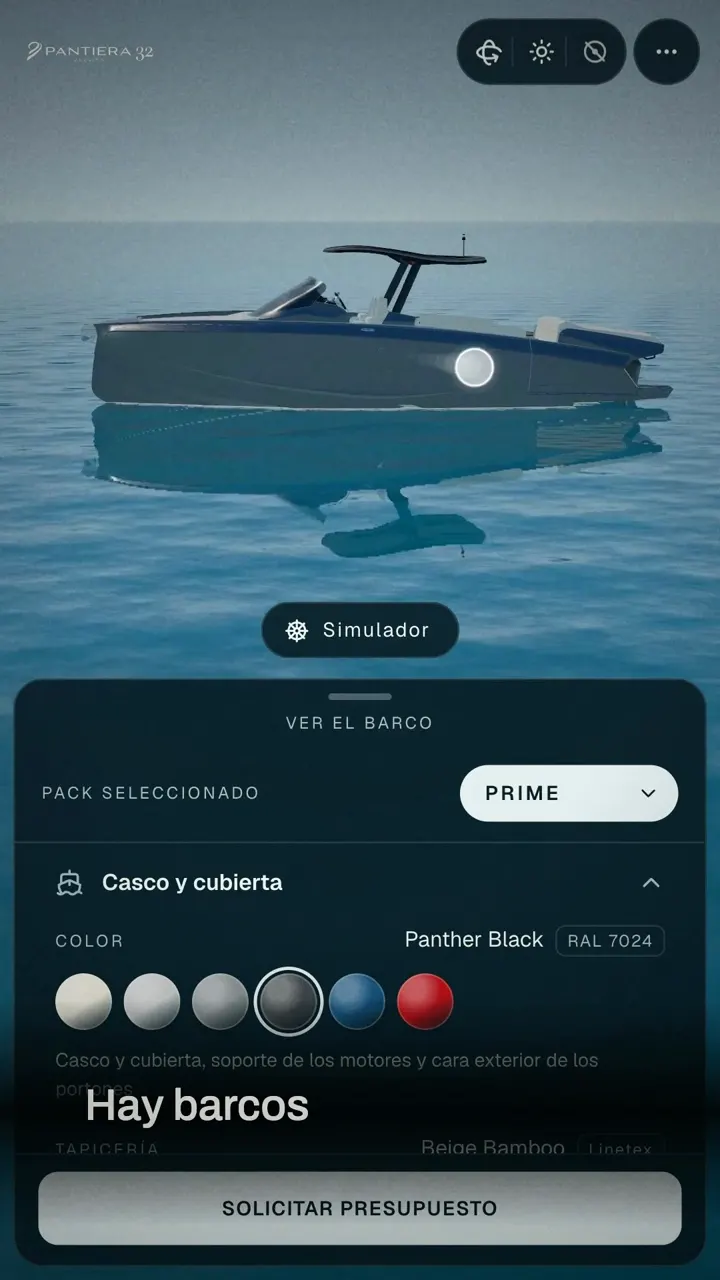 PANTIERA 32
Simulador
VER EL BARCO
PACK SELECCIONADO
PRIME
Casco y cubierta
COLOR
Panther Black
RAL 7024
Casco y cubierta, soporte de los motores y cara exterior de los
portones.
Hay barcos
TAPICERÍA
Beige Bamboo
Linetex
SOLICITAR PRESUPUESTO